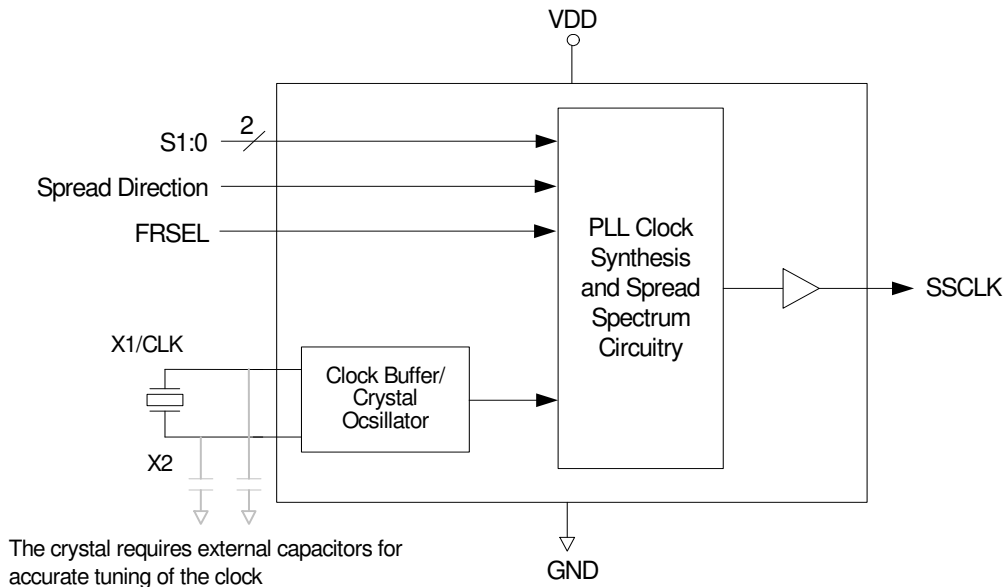 VDD
2
S1:0
Spread Direction
FRSEL
PLL Clock
Synthesis
and Spread
Spectrum
Circuitry
SSCLK
X1/CLK
Clock Buffer/
Crystal
Ocsillator
X2
The crystal requires external capacitors for
accurate tuning of the clock
GND